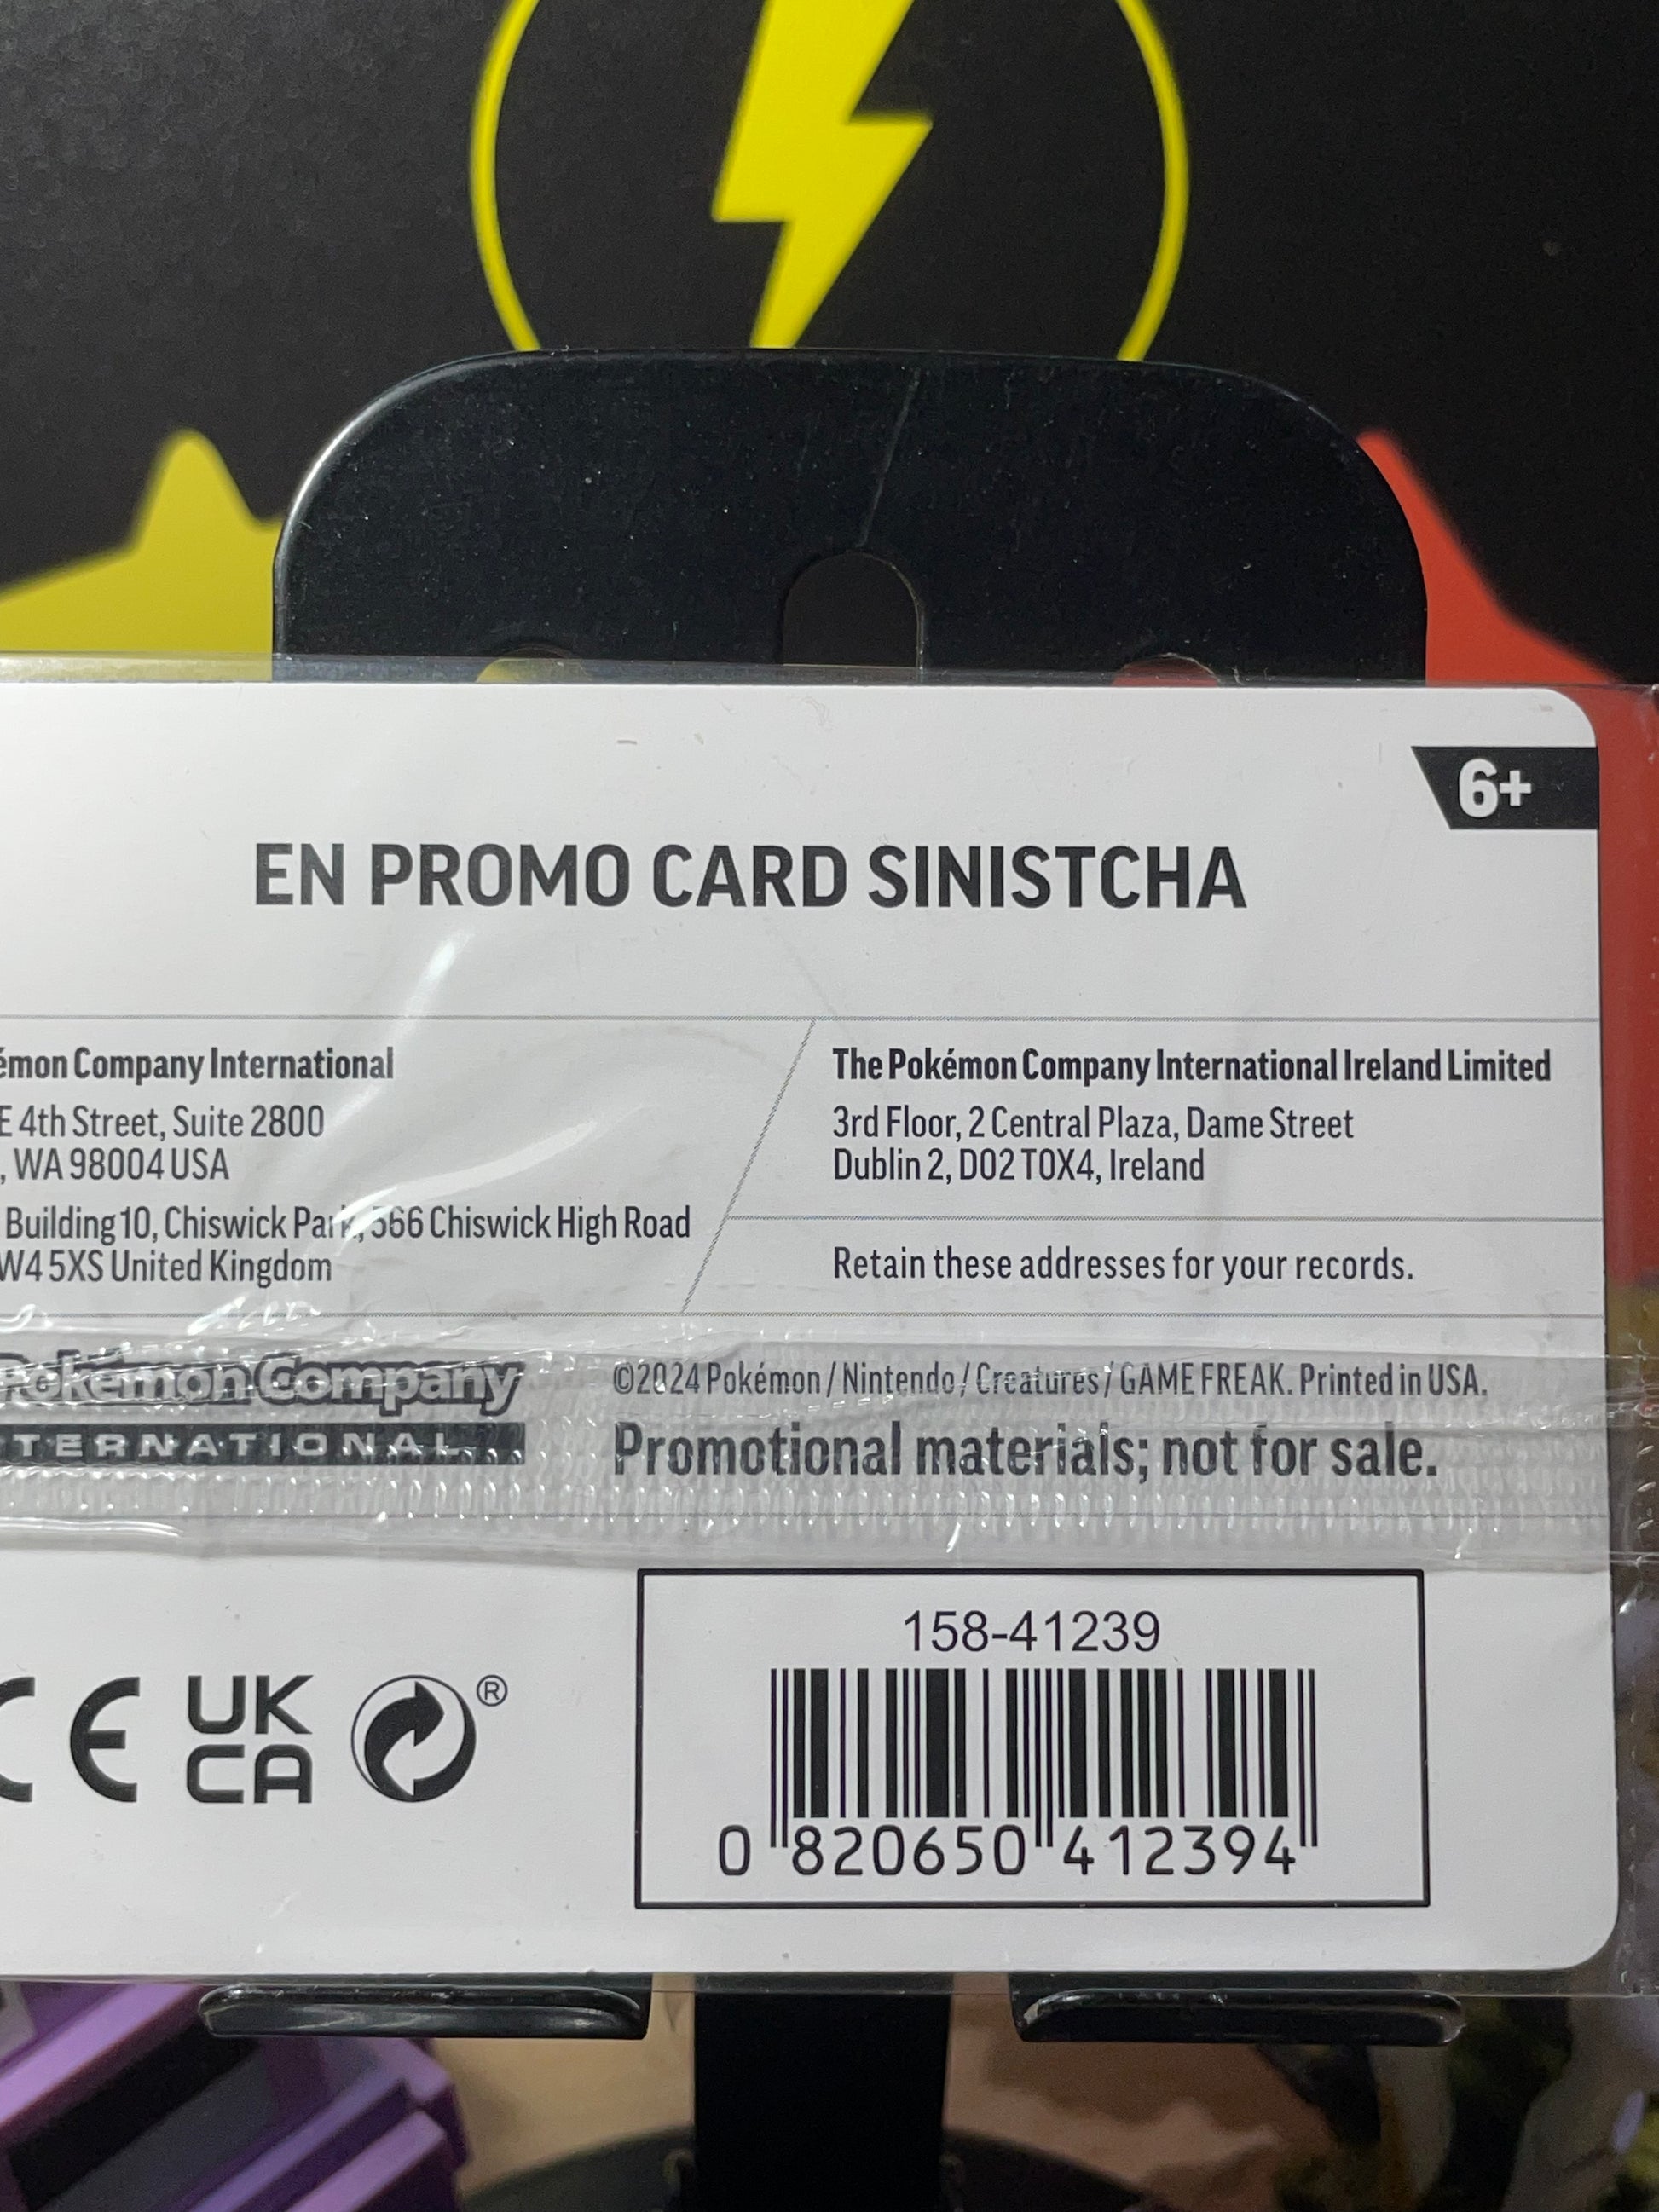 6+
EN PROMO CARD SINISTCHA
émon Company International
E 4th Street, Suite 2800
, WA 98004 USA
Building 10, Chiswick Park, 566 Chiswick High Road
W4 5XS United Kingdom
The Pokémon Company International Ireland Limited
3rd Floor, 2 Central Plaza, Dame Street
Dublin 2, D02 T0X4, Ireland
Retain these addresses for your records.
Pokémon Company
TERNATIONAL
©2024 Pokémon / Nintendo / Creatures / GAME FREAK. Printed in USA.
Promotional materials; not for sale.
CE UK
CA ®
158-41239
0 820650 412394